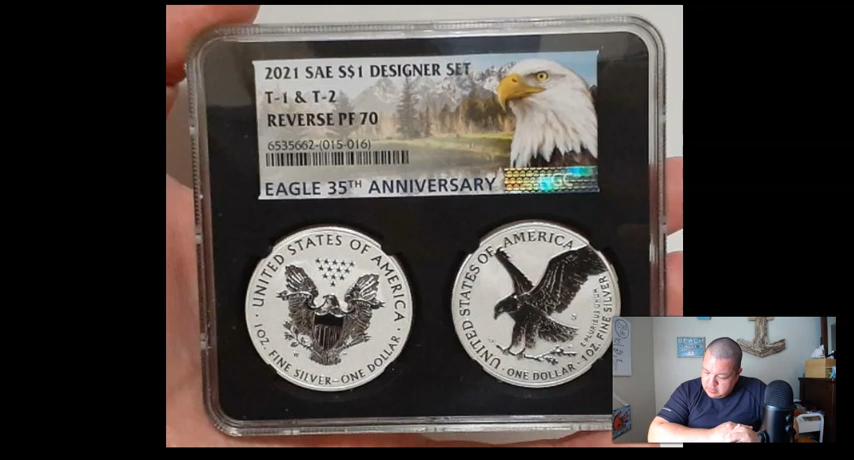 2021 SAE S$1 DESIGNER SET
T-1 & T-2
REVERSE PF 70
6535662-(015-016)
EAGLE 35TH ANNIVERSARY
NGC
UNITED STATES OF AMERICA
1 OZ. FINE SILVER~ONE DOLLAR
UNITED STATES OF AMERICA
E PLURIBUS UNUM
1 OZ. FINE SILVER
ONE DOLLAR
BEACH